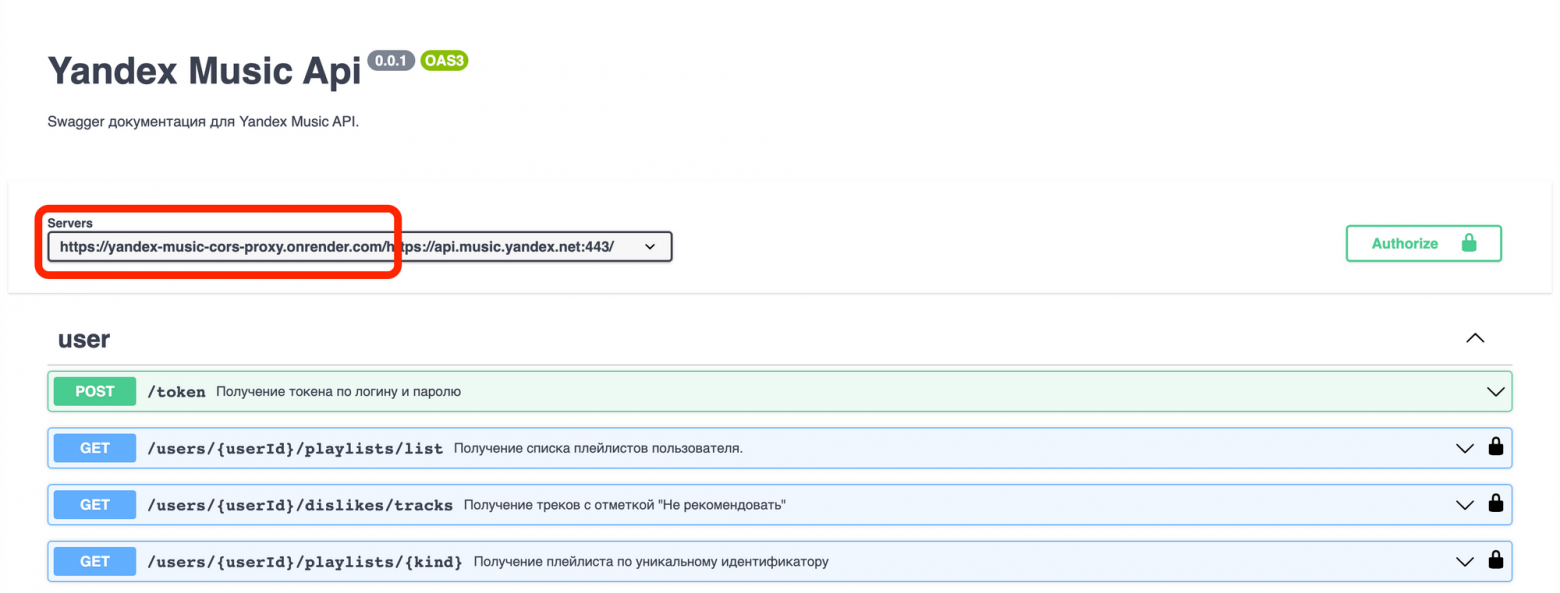 Yandex Music Api 0.0.1 OAS3
Swagger документация для Yandex Music API.
Servers
https://yandex-music-cors-proxy.onrender.com/https://api.music.yandex.net:443/
Authorize
user
POST /token Получение токена по логину и паролю
GET /users/{userId}/playlists/list Получение списка плейлистов пользователя.
GET /users/{userId}/dislikes/tracks Получение треков с отметкой "Не рекомендовать"
GET /users/{userId}/playlists/{kind} Получение плейлиста по уникальному идентификатору